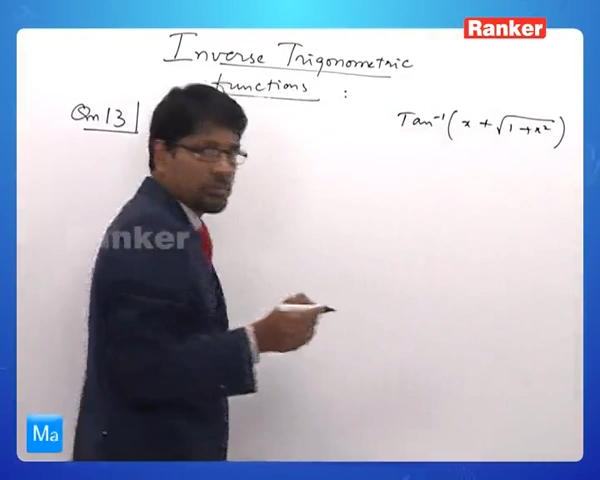 Ranker
Inverse Trigonometric
functions :
Qn 13
Tan⁻¹(x + √1+x²)
Ranker
Ma